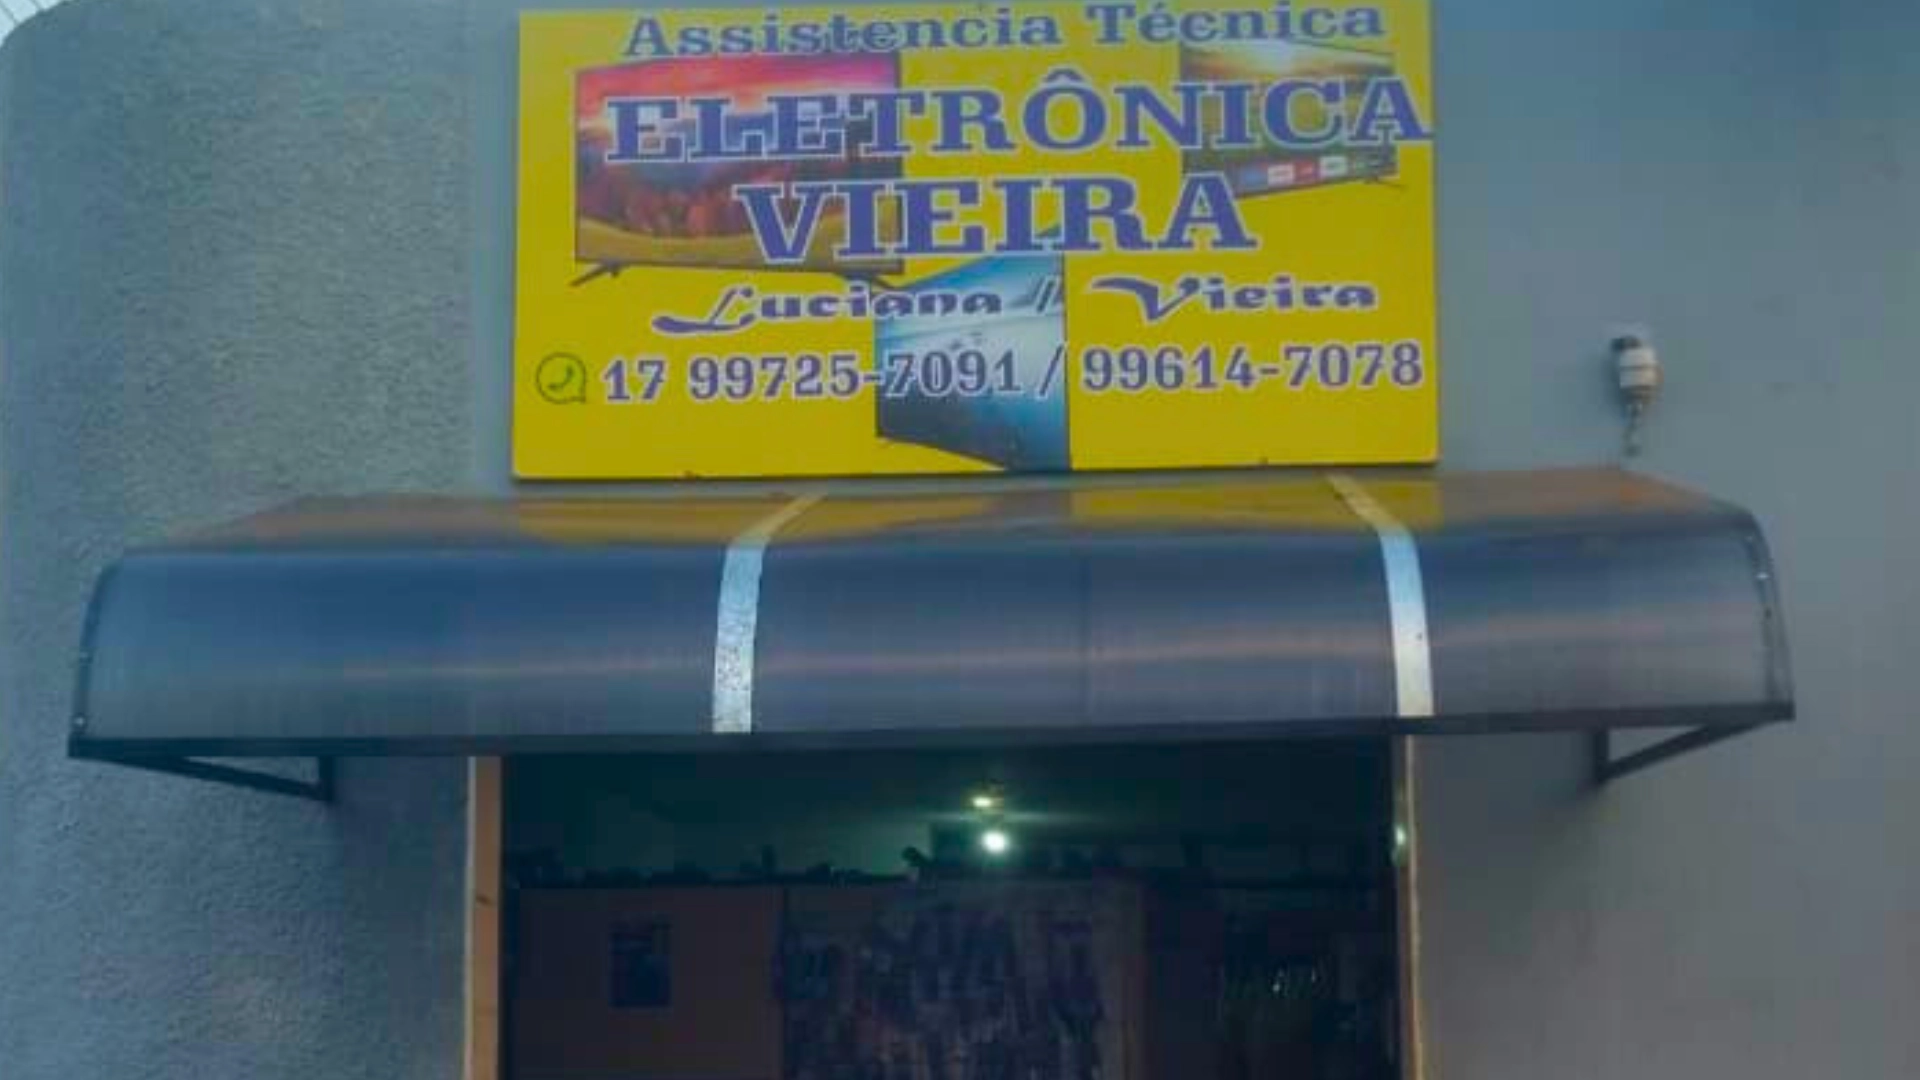 Assistencia Técnica
ELETRÔNICA
VIEIRA
Luciana / Vieira
17 99725-7091 / 99614-7078